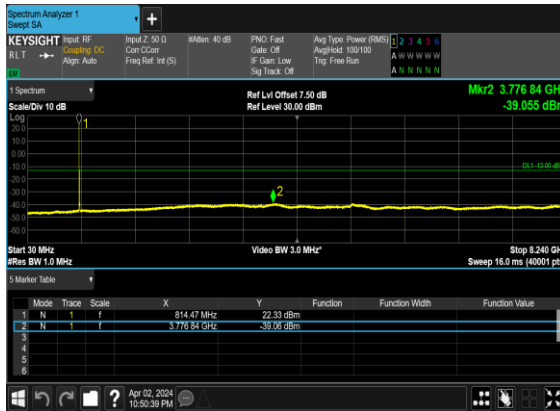 Spectrum Analyzer 1
Swept SA
+
KEYSIGHT Input: RF Input Z: 50 Ω #Atten: 40 dB PNO: Fast Avg Type: Power (RMS) 1 2 3 4 5 6
RLT Coupling: DC Corr CCorr Gate: Off Avg|Hold: 100/100
Align: Auto Freq Ref: Int (S) IF Gain: Low Trig: Free Run A W W W W W
Sig Track: Off
A N N N N N
1 Spectrum
Scale/Div 10 dB
Ref Lvl Offset 7.50 dB
Ref Level 30.00 dBm
Mkr2 3.776 84 GHz
-39.055 dBm
Log
20.0
10.0
0.00
-10.0
-20.0
-30.0
-40.0
-50.0
-60.0
1
2
DL1 -13.00 dBm
Start 30 MHz Video BW 3.0 MHz* Stop 8.240 GHz
#Res BW 1.0 MHz Sweep 16.0 ms (40001 pts
5 Marker Table
Mode Trace Scale X Y Function Function Width Function Value
1 N 1 f 814.47 MHz 22.33 dBm
2 N 1 f 3.776 84 GHz -39.06 dBm
3
4
5
6
?
Apr 02, 2024
10:50:39 PM